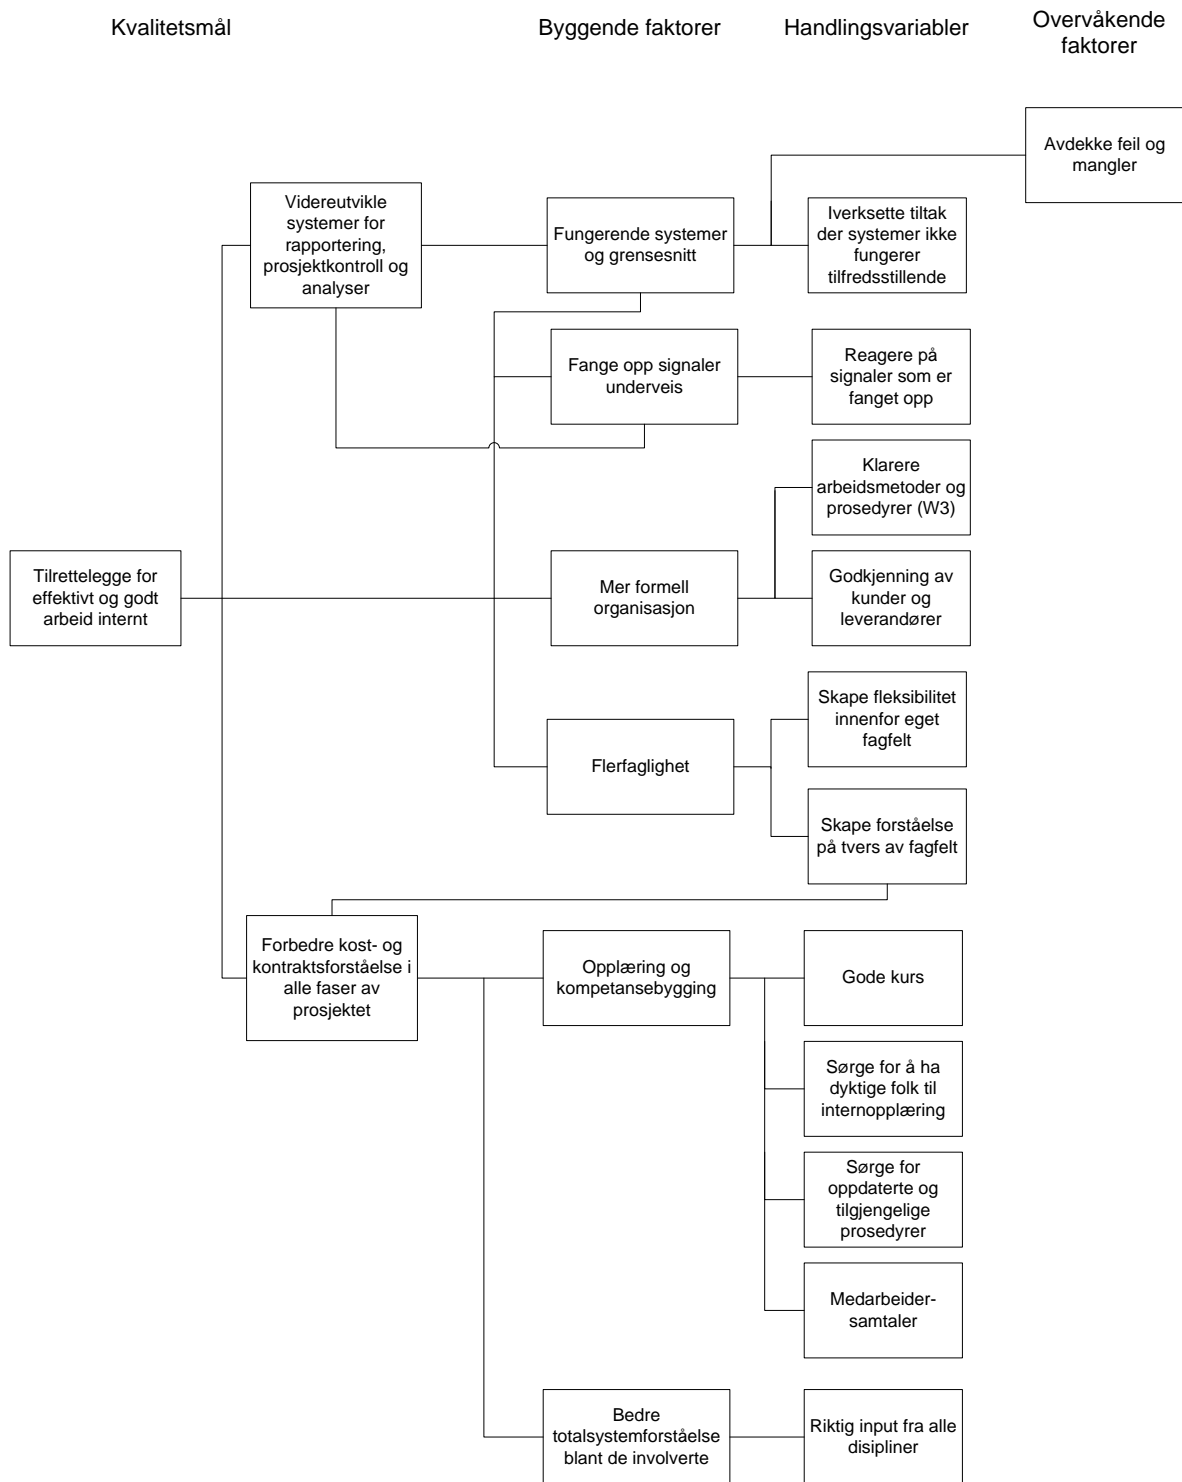 Kvalitetsmål
Byggende faktorer
Handlingsvariabler
Overvåkende
faktorer
Avdekke feil og
mangler
Videreutvikle
systemer for
rapportering,
prosjektkontroll og
analyser
Fungerende systemer
og grensesnitt
Iverksette tiltak
der systemer ikke
fungerer
tilfredsstillende
Fange opp signaler
underveis
Reagere på
signaler som er
fanget opp
Klarere
arbeidsmetoder og
prosedyrer (W3)
Tilrettelegge for
effektivt og godt
arbeid internt
Mer formell
organisasjon
Godkjenning av
kunder og
leverandører
Skape fleksibilitet
innenfor eget
fagfelt
Flerfaglighet
Skape forståelse
på tvers av fagfelt
Forbedre kost- og
kontraktsforståelse i
alle faser av
prosjektet
Opplæring og
kompetansebygging
Gode kurs
Sørge for å ha
dyktige folk til
internopplæring
Sørge for
oppdaterte og
tilgjengelige
prosedyrer
Medarbeider-
samtaler
Bedre
totalsystemforståelse
blant de involverte
Riktig input fra alle
disipliner